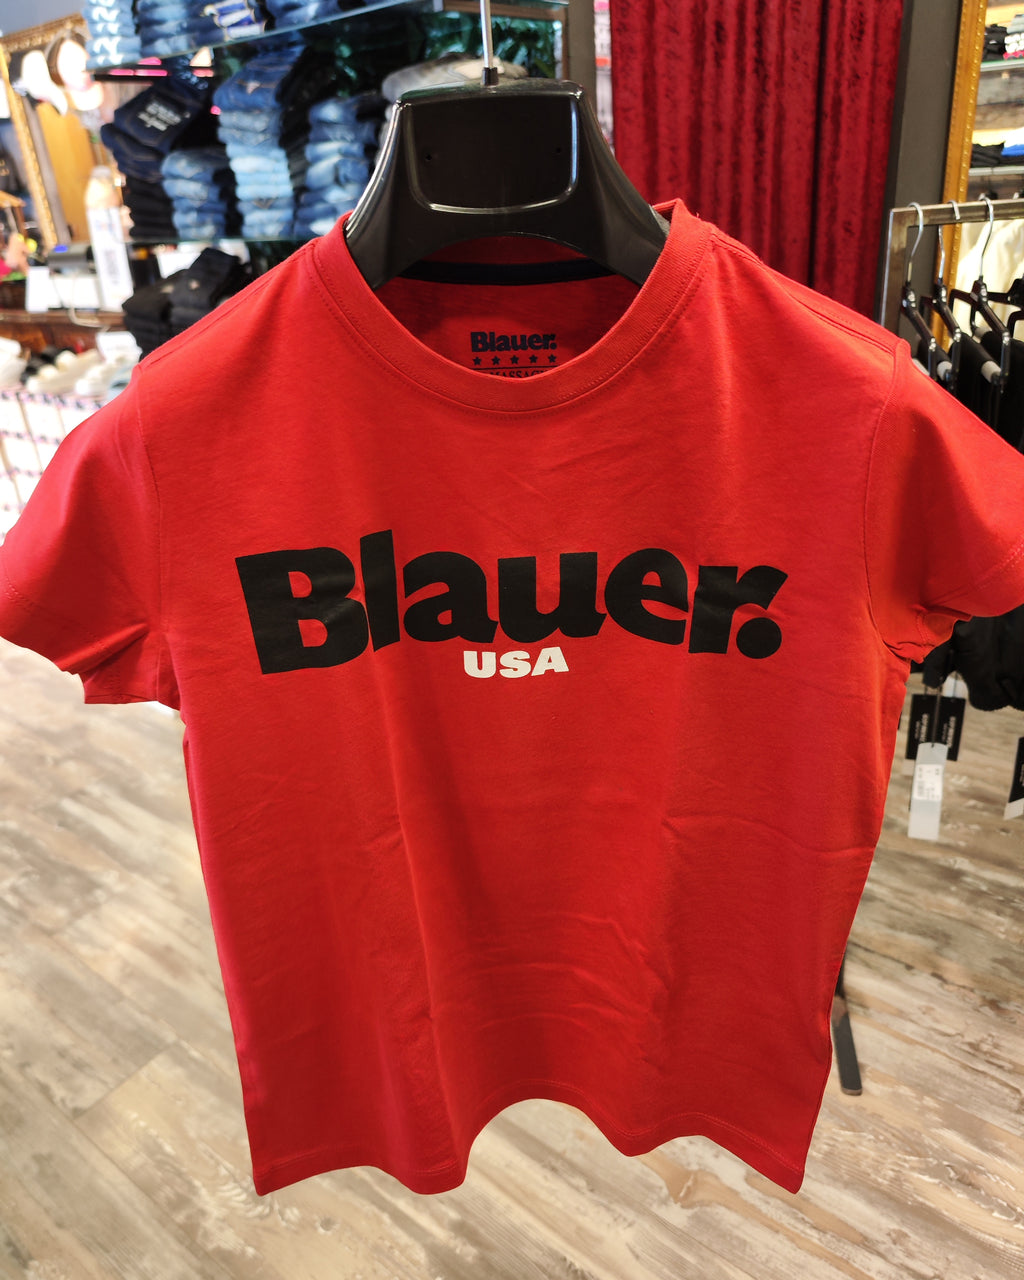 Blauer.
★ ★ ★ ★ ★
Blauer.
USA